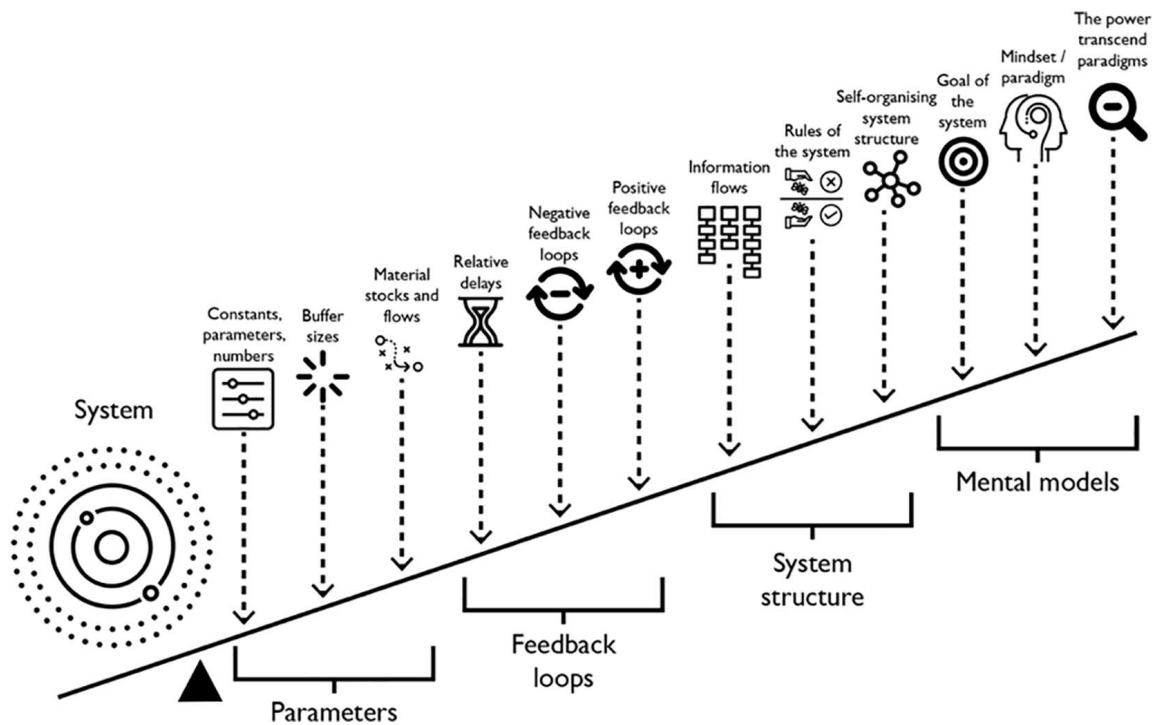 System
Constants,
parameters,
numbers
Buffer
sizes
Material
stocks and
flows
Relative
delays
Negative
feedback
loops
Positive
feedback
loops
Information
flows
Rules of
the system
Self-organising
system
structure
Goal of
the
system
Mindset /
paradigm
The power
transcend
paradigms
Parameters
Feedback
loops
System
structure
Mental models